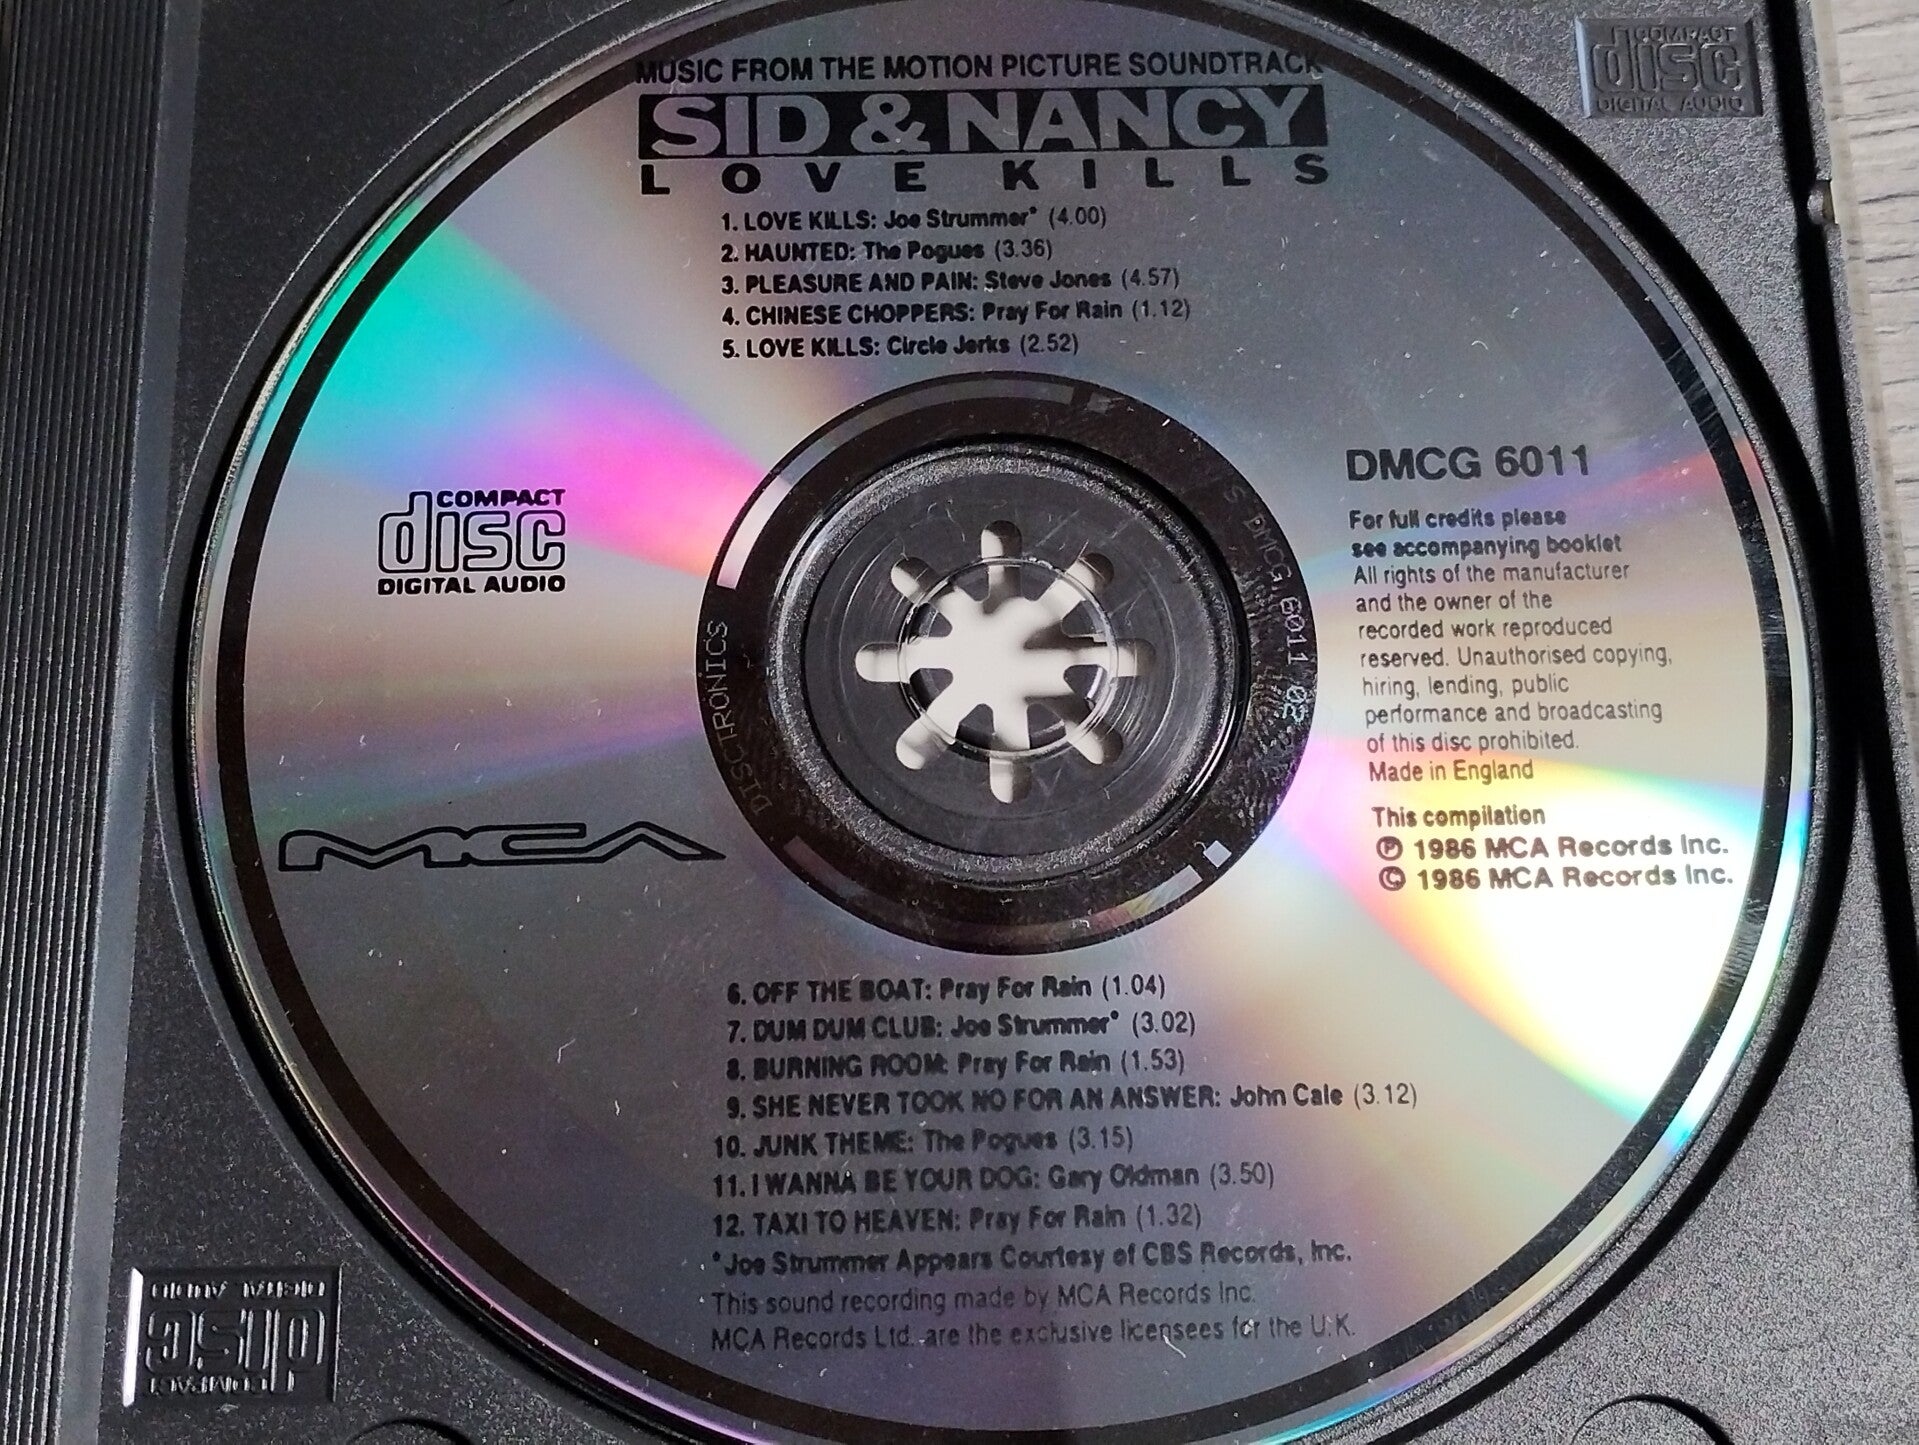 MUSIC FROM THE MOTION PICTURE SOUNDTRACK
SID & NANCY
LOVE KILLS
1. LOVE KILLS: Joe Strummer* (4.00)
2. HAUNTED: The Pogues (3.36)
3. PLEASURE AND PAIN: Steve Jones (4.57)
4. CHINESE CHOPPERS: Pray For Rain (1.12)
5. LOVE KILLS: Circle Jerks (2.52)
COMPACT
disc
DIGITAL AUDIO
COMPACT
disc
DIGITAL AUDIO
DMCG 6011
For full credits please
see accompanying booklet
All rights of the manufacturer
and the owner of the
recorded work reproduced
reserved. Unauthorised copying,
hiring, lending, public
performance and broadcasting
of this disc prohibited.
Made in England
This compilation
℗ 1986 MCA Records Inc.
© 1986 MCA Records Inc.
DISCTRONICS
S DMCG 6011 02
MCA
6. OFF THE BOAT: Pray For Rain (1.04)
7. DUM DUM CLUB: Joe Strummer* (3.02)
8. BURNING ROOM: Pray For Rain (1.53)
9. SHE NEVER TOOK NO FOR AN ANSWER: John Cale (3.12)
10. JUNK THEME: The Pogues (3.15)
11. I WANNA BE YOUR DOG: Gary Oldman (3.50)
12. TAXI TO HEAVEN: Pray For Rain (1.32)
*Joe Strummer Appears Courtesy of CBS Records, Inc.
This sound recording made by MCA Records Inc.
MCA Records Ltd. are the exclusive licensees for the U.K.
COMPACT
disc
DIGITAL AUDIO